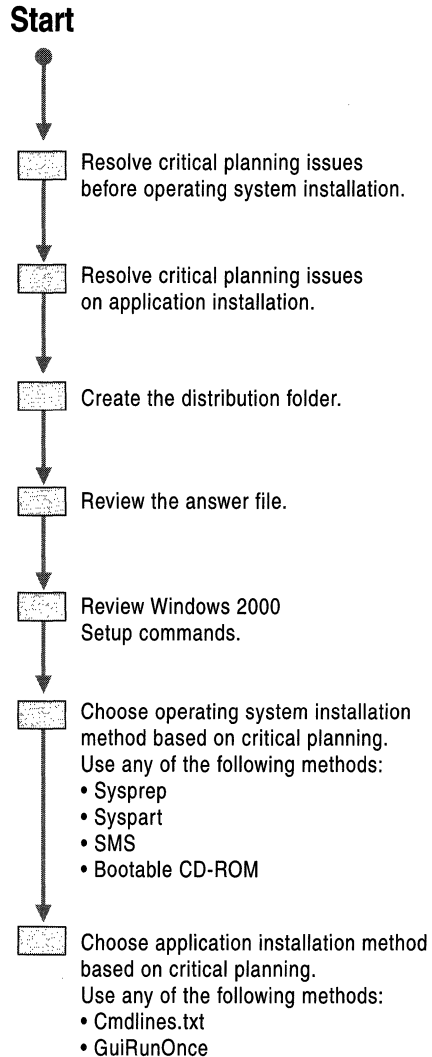 Start
Resolve critical planning issues
before operating system installation.
Resolve critical planning issues
on application installation.
Create the distribution folder.
Review the answer file.
Review Windows 2000
Setup commands.
Choose operating system installation
method based on critical planning.
Use any of the following methods:
• Sysprep
• Syspart
• SMS
• Bootable CD-ROM
Choose application installation method
based on critical planning.
Use any of the following methods:
• Cmdlines.txt
• GuiRunOnce